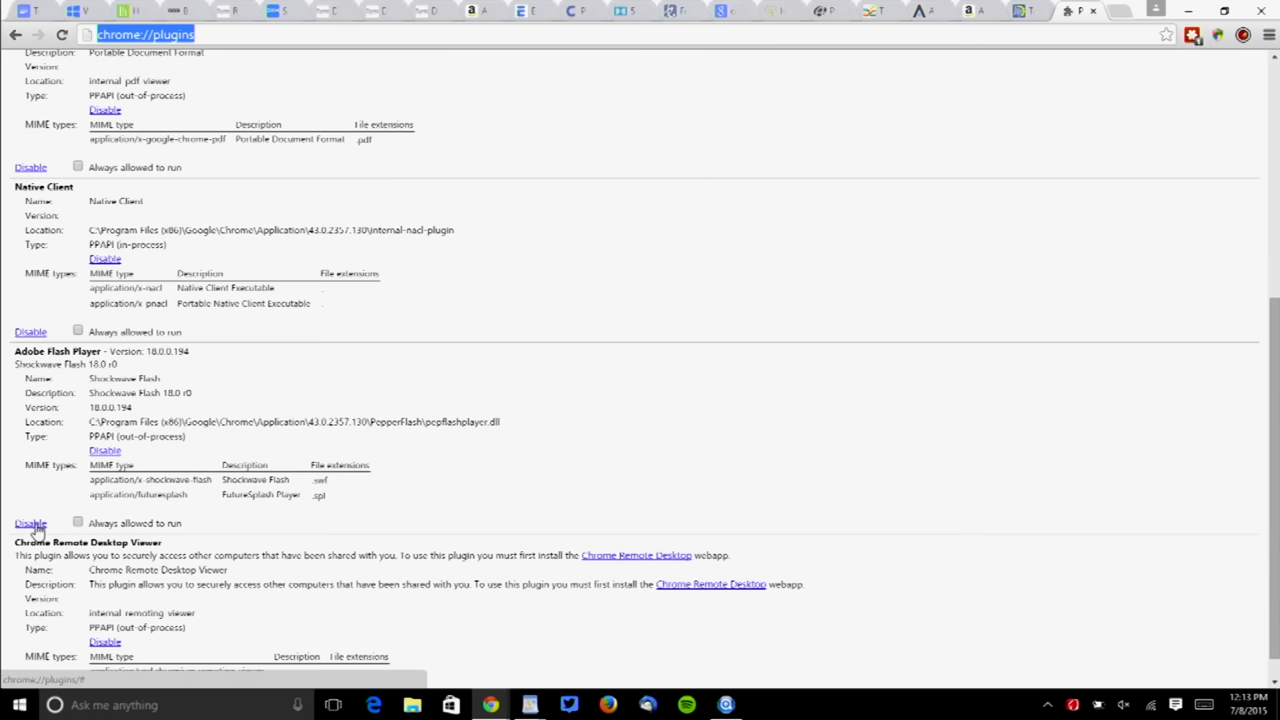 T V H D B S D D D A E C D S F V P T A A T P
chrome://plugins
Description: Portable Document Format
Version:
Location: internal pdf viewer
Type: PPAPI (out-of-process)
Disable
MIME types: MIME type Description File extensions
application/x-google-chrome-pdf Portable Document Format .pdf
Disable Always allowed to run
Native Client
Name: Native Client
Version:
Location: C:\Program Files (x86)\Google\Chrome\Application\43.0.2357.130\internal-nacl-plugin
Type: PPAPI (in-process)
Disable
MIME types: MIME type Description File extensions
application/x-nacl Native Client Executable .
application/x-pnacl Portable Native Client Executable .
Disable Always allowed to run
Adobe Flash Player - Version: 18.0.0.194
Shockwave Flash 18.0 r0
Name: Shockwave Flash
Description: Shockwave Flash 18.0 r0
Version: 18.0.0.194
Location: C:\Program Files (x86)\Google\Chrome\Application\43.0.2357.130\PepperFlash\pepflashplayer.dll
Type: PPAPI (out-of-process)
Disable
MIME types: MIME type Description File extensions
application/x-shockwave-flash Shockwave Flash .swf
application/futuresplash FutureSplash Player .spl
Disable Always allowed to run
Chrome Remote Desktop Viewer
This plugin allows you to securely access other computers that have been shared with you. To use this plugin you must first install the Chrome Remote Desktop webapp.
Name: Chrome Remote Desktop Viewer
Description: This plugin allows you to securely access other computers that have been shared with you. To use this plugin you must first install the Chrome Remote Desktop webapp.
Version:
Location: internal remoting viewer
Type: PPAPI (out-of-process)
Disable
MIME types: MIME type Description File extensions
chrome://plugins/#
Ask me anything
12:13 PM
7/8/2015